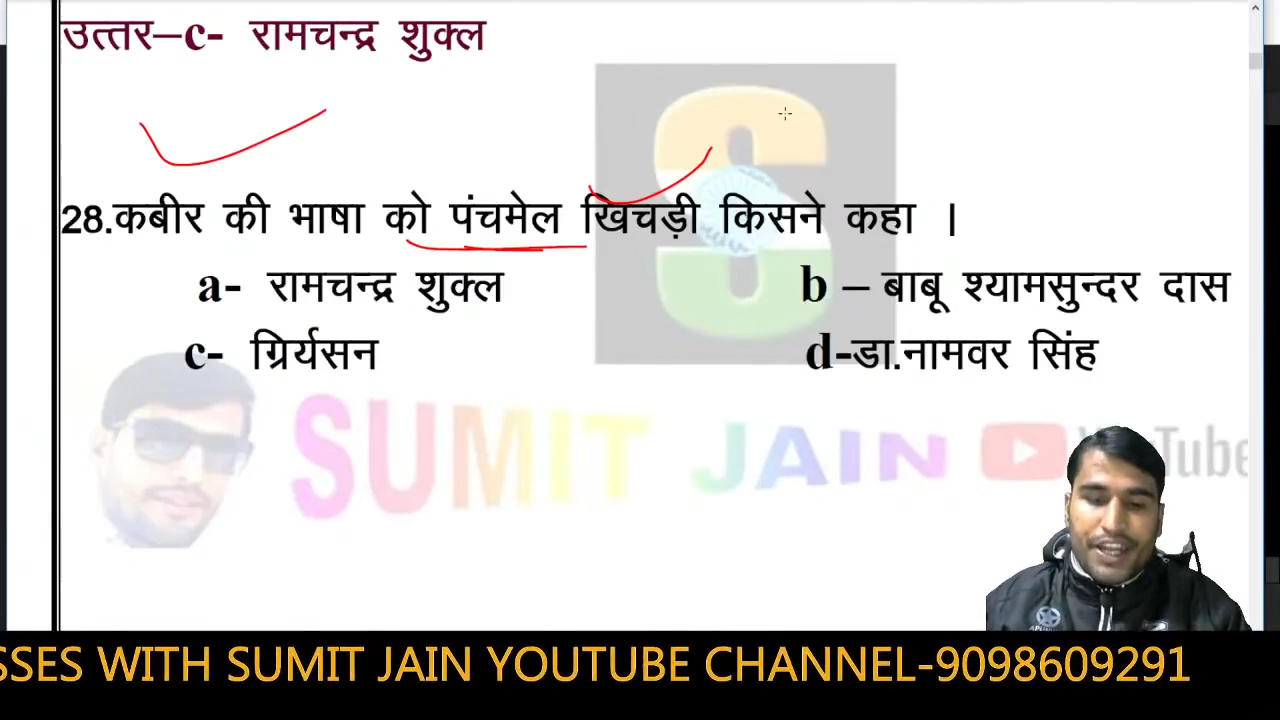 उत्तर–c- रामचन्द्र शुक्ल
28.कबीर की भाषा को पंचमेल खिचड़ी किसने कहा ।
a- रामचन्द्र शुक्ल b – बाबू श्यामसुन्दर दास
c- ग्रिर्यसन d-डा.नामवर सिंह
SUMIT JAIN YouTube
SSES WITH SUMIT JAIN YOUTUBE CHANNEL-9098609291